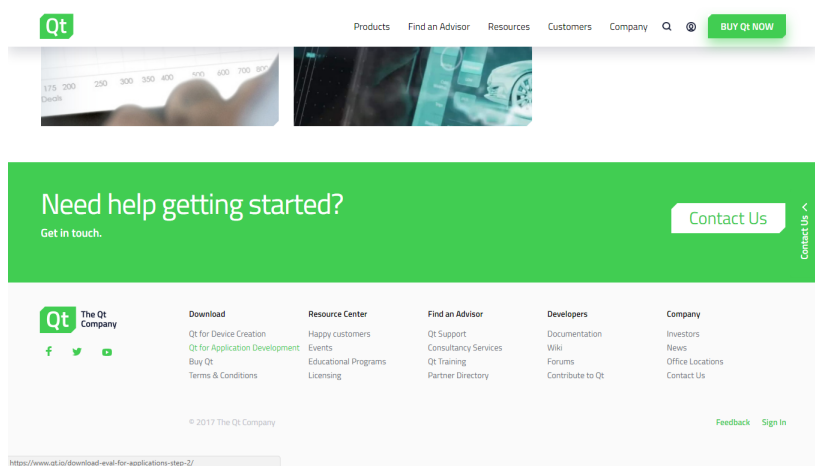 Qt
Products Find an Advisor Resources Customers Company BUY Qt NOW
175 200 250 300 350 400 500 600 700 800
Deals
Need help getting started?
Get in touch.
Contact Us
Contact Us
Qt The Qt Company
Download
Qt for Device Creation
Qt for Application Development
Buy Qt
Terms & Conditions
Resource Center
Happy customers
Events
Educational Programs
Licensing
Find an Advisor
Qt Support
Consultancy Services
Qt Training
Partner Directory
Developers
Documentation
Wiki
Forums
Contribute to Qt
Company
Investors
News
Office Locations
Contact Us
© 2017 The Qt Company
Feedback Sign In
https://www.qt.io/download-eval-for-applications-step-2/